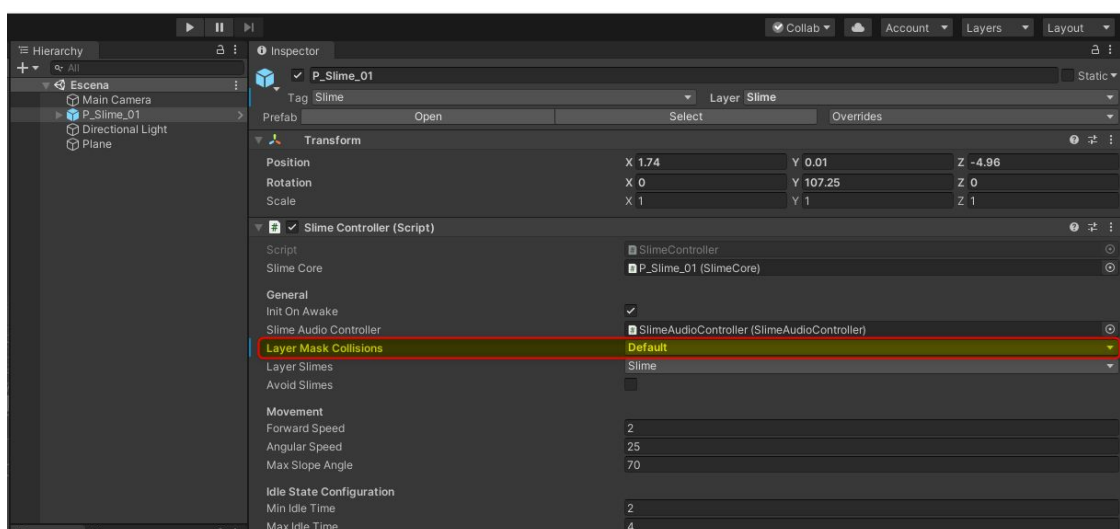 Collab Account Layers Layout
Hierarchy
All
Escena
Main Camera
P_Slime_01
Directional Light
Plane
Inspector
P_Slime_01 Static
Tag Slime Layer Slime
Prefab Open Select Overrides
Transform
Position X 1.74 Y 0.01 Z -4.96
Rotation X 0 Y 107.25 Z 0
Scale X 1 Y 1 Z 1
# Slime Controller (Script)
Script SlimeController
Slime Core P_Slime_01 (SlimeCore)
General
Init On Awake
Slime Audio Controller SlimeAudioController (SlimeAudioController)
Layer Mask Collisions Default
Layer Slimes Slime
Avoid Slimes
Movement
Forward Speed 2
Angular Speed 25
Max Slope Angle 70
Idle State Configuration
Min Idle Time 2
Max Idle Time 4